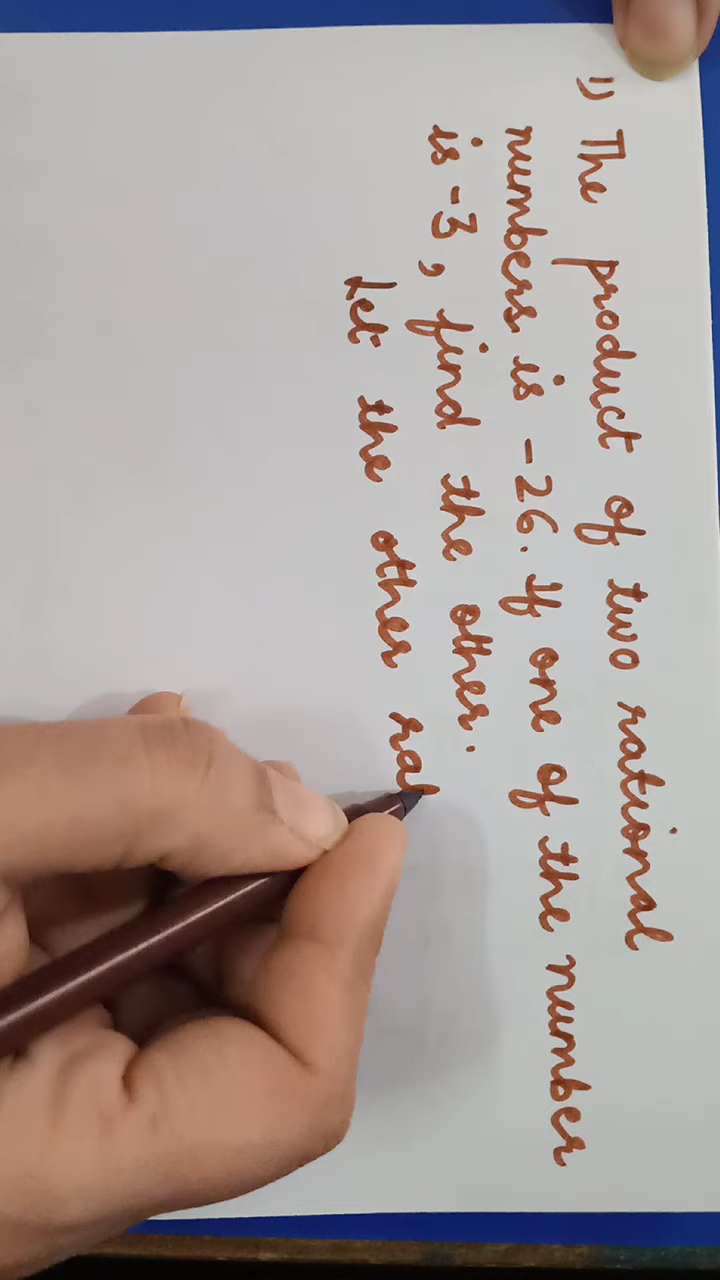 1) The product of two rational
numbers is -26. If one of the number
is -3, find the other.
Let the other rat